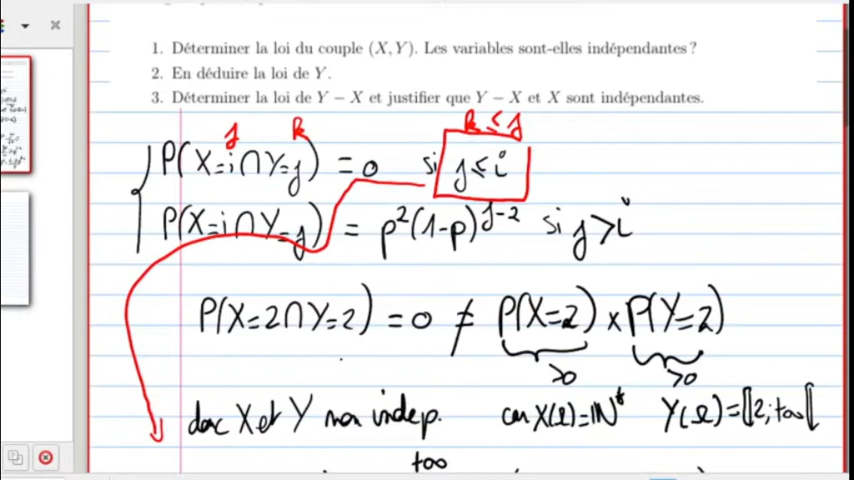 1. Déterminer la loi du couple (X, Y). Les variables sont-elles indépendantes ?
2. En déduire la loi de Y.
3. Déterminer la loi de Y − X et justifier que Y − X et X sont indépendantes.
j k k ≤ j
P(X=i∩Y=j) = 0 si j ≤ i
P(X=i∩Y=j) = p²(1-p)^{j-2} si j > i
P(X=2∩Y=2) = 0 ≠ P(X=2) × P(Y=2)
>0 >0
donc X et Y non indep. car X(Ω)=ℕ* Y(Ω)=⟦2;+∞⟦
+∞